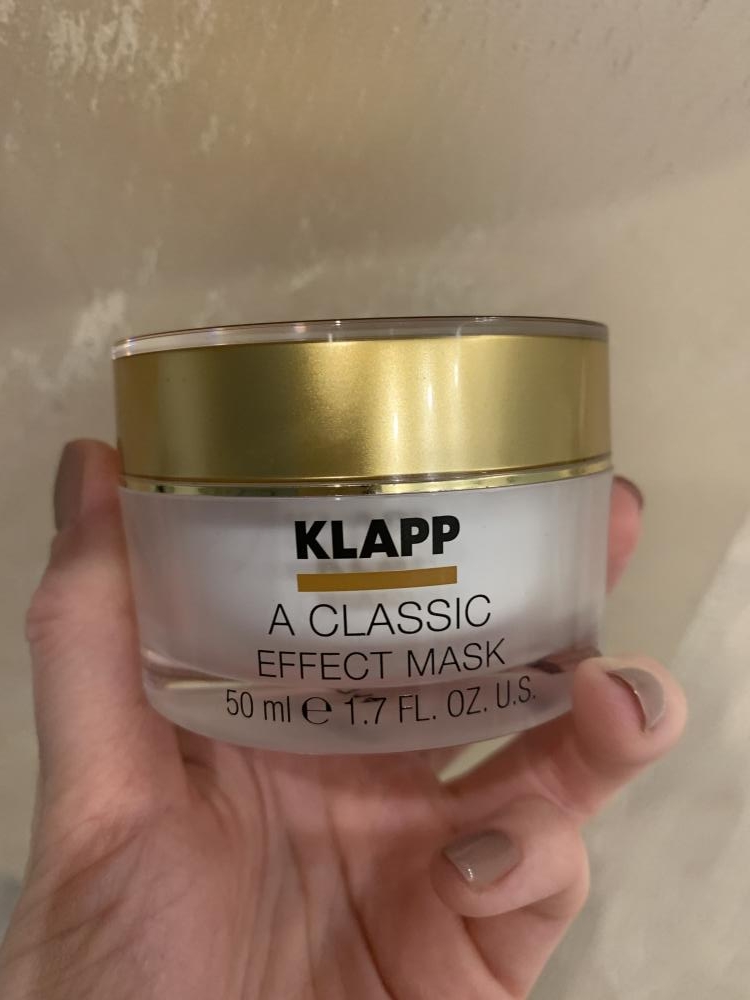 KLAPP
A CLASSIC
EFFECT MASK
50 ml ℮ 1.7 FL. OZ. U.S.